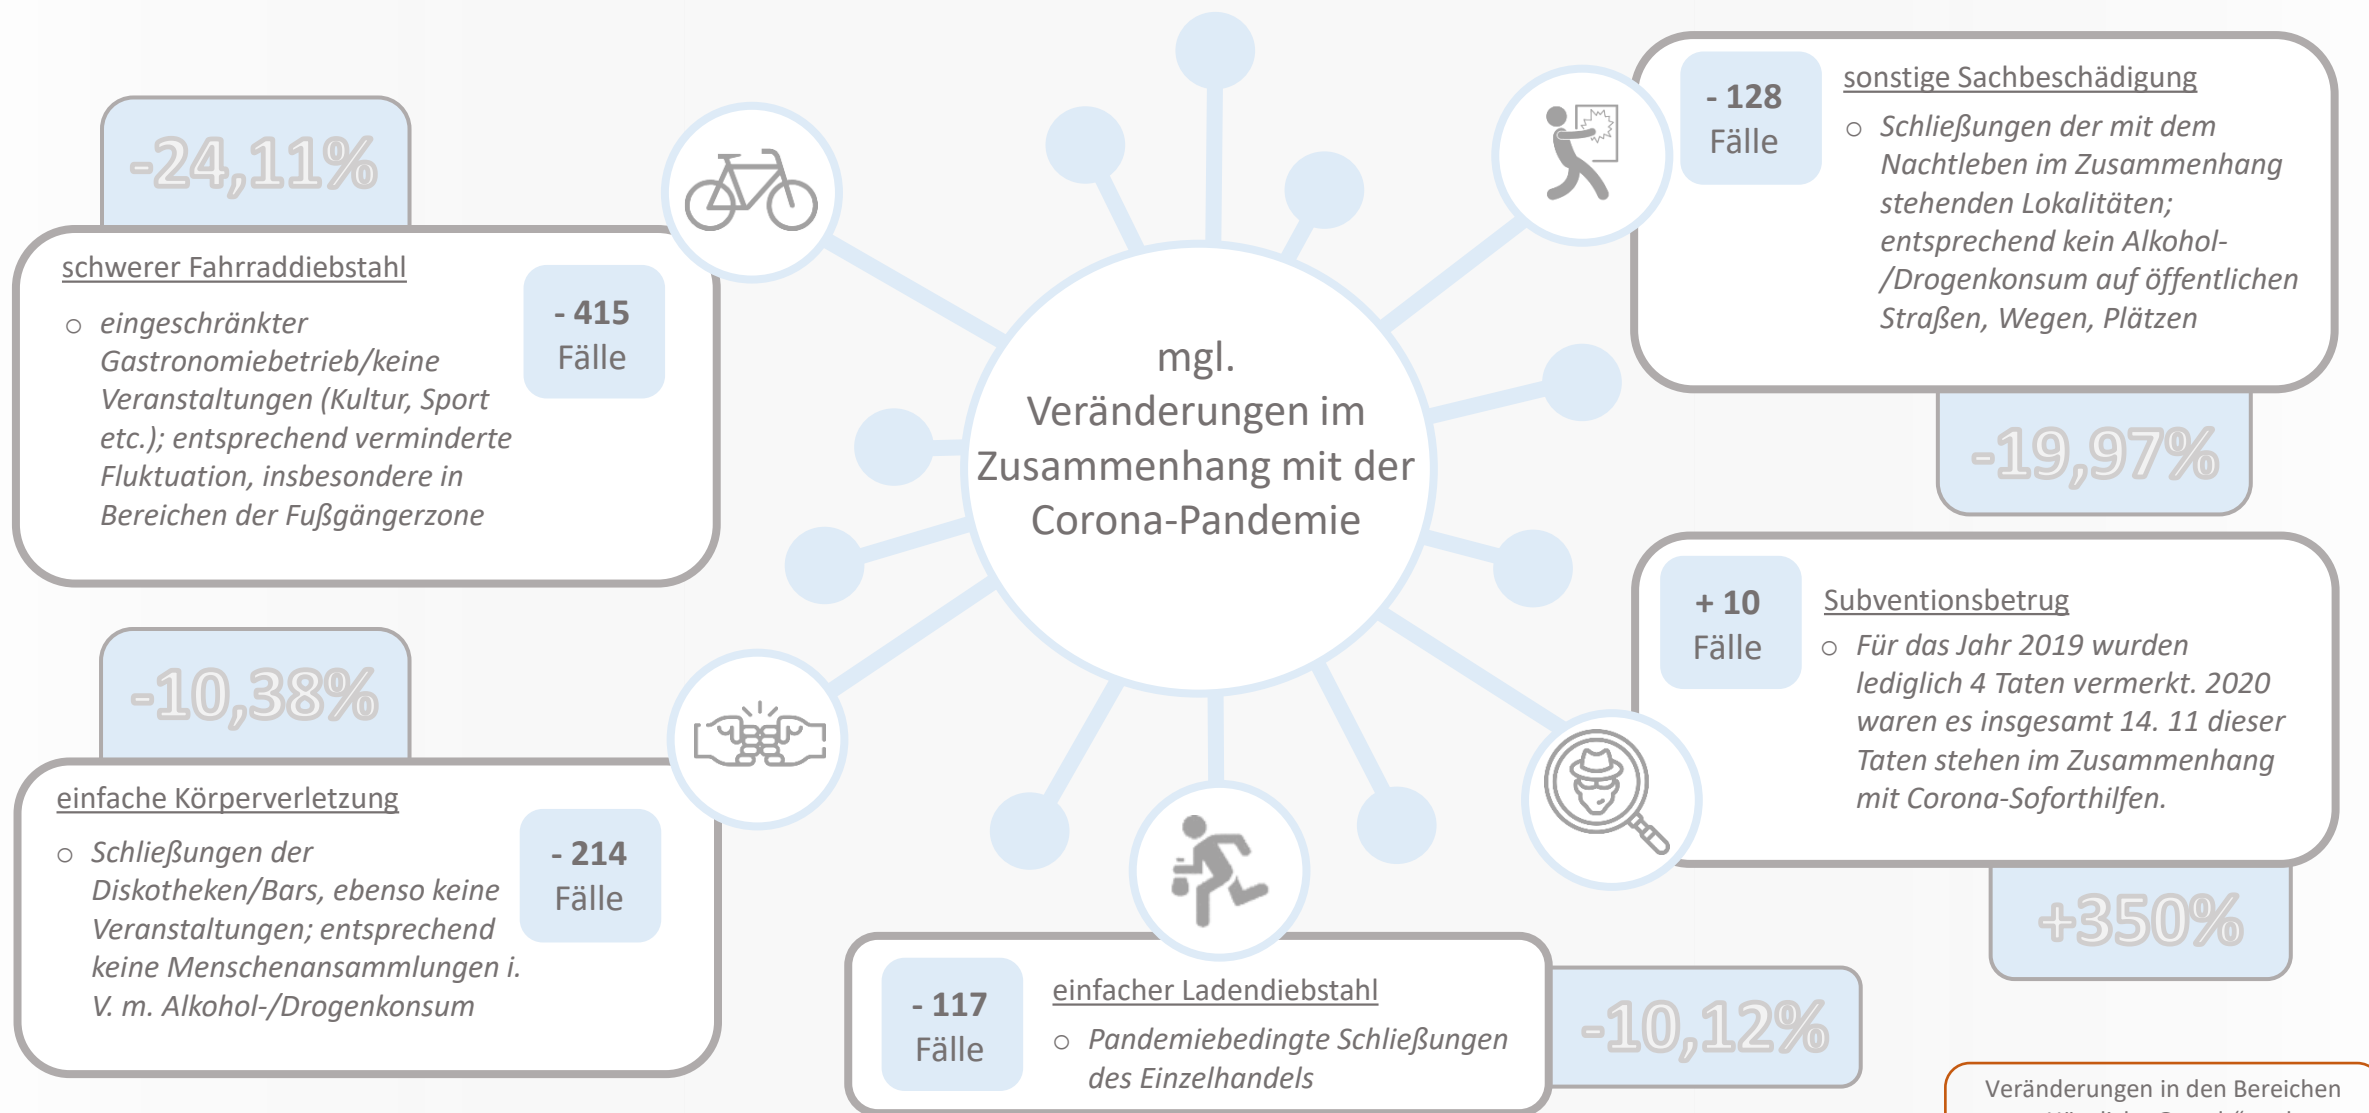 -24,11%
schwerer Fahrraddiebstahl
- 415
Fälle
○ eingeschränkter
Gastronomiebetrieb/keine
Veranstaltungen (Kultur, Sport
etc.); entsprechend verminderte
Fluktuation, insbesondere in
Bereichen der Fußgängerzone
-10,38%
einfache Körperverletzung
- 214
Fälle
○ Schließungen der
Diskotheken/Bars, ebenso keine
Veranstaltungen; entsprechend
keine Menschenansammlungen i.
V. m. Alkohol-/Drogenkonsum
mgl.
Veränderungen im
Zusammenhang mit der
Corona-Pandemie
- 117
Fälle
einfacher Ladendiebstahl
○ Pandemiebedingte Schließungen
des Einzelhandels
-10,12%
- 128
Fälle
sonstige Sachbeschädigung
○ Schließungen der mit dem
Nachtleben im Zusammenhang
stehenden Lokalitäten;
entsprechend kein Alkohol-
/Drogenkonsum auf öffentlichen
Straßen, Wegen, Plätzen
-19,97%
+ 10
Fälle
Subventionsbetrug
○ Für das Jahr 2019 wurden
lediglich 4 Taten vermerkt. 2020
waren es insgesamt 14. 11 dieser
Taten stehen im Zusammenhang
mit Corona-Soforthilfen.
+350%
Veränderungen in den Bereichen